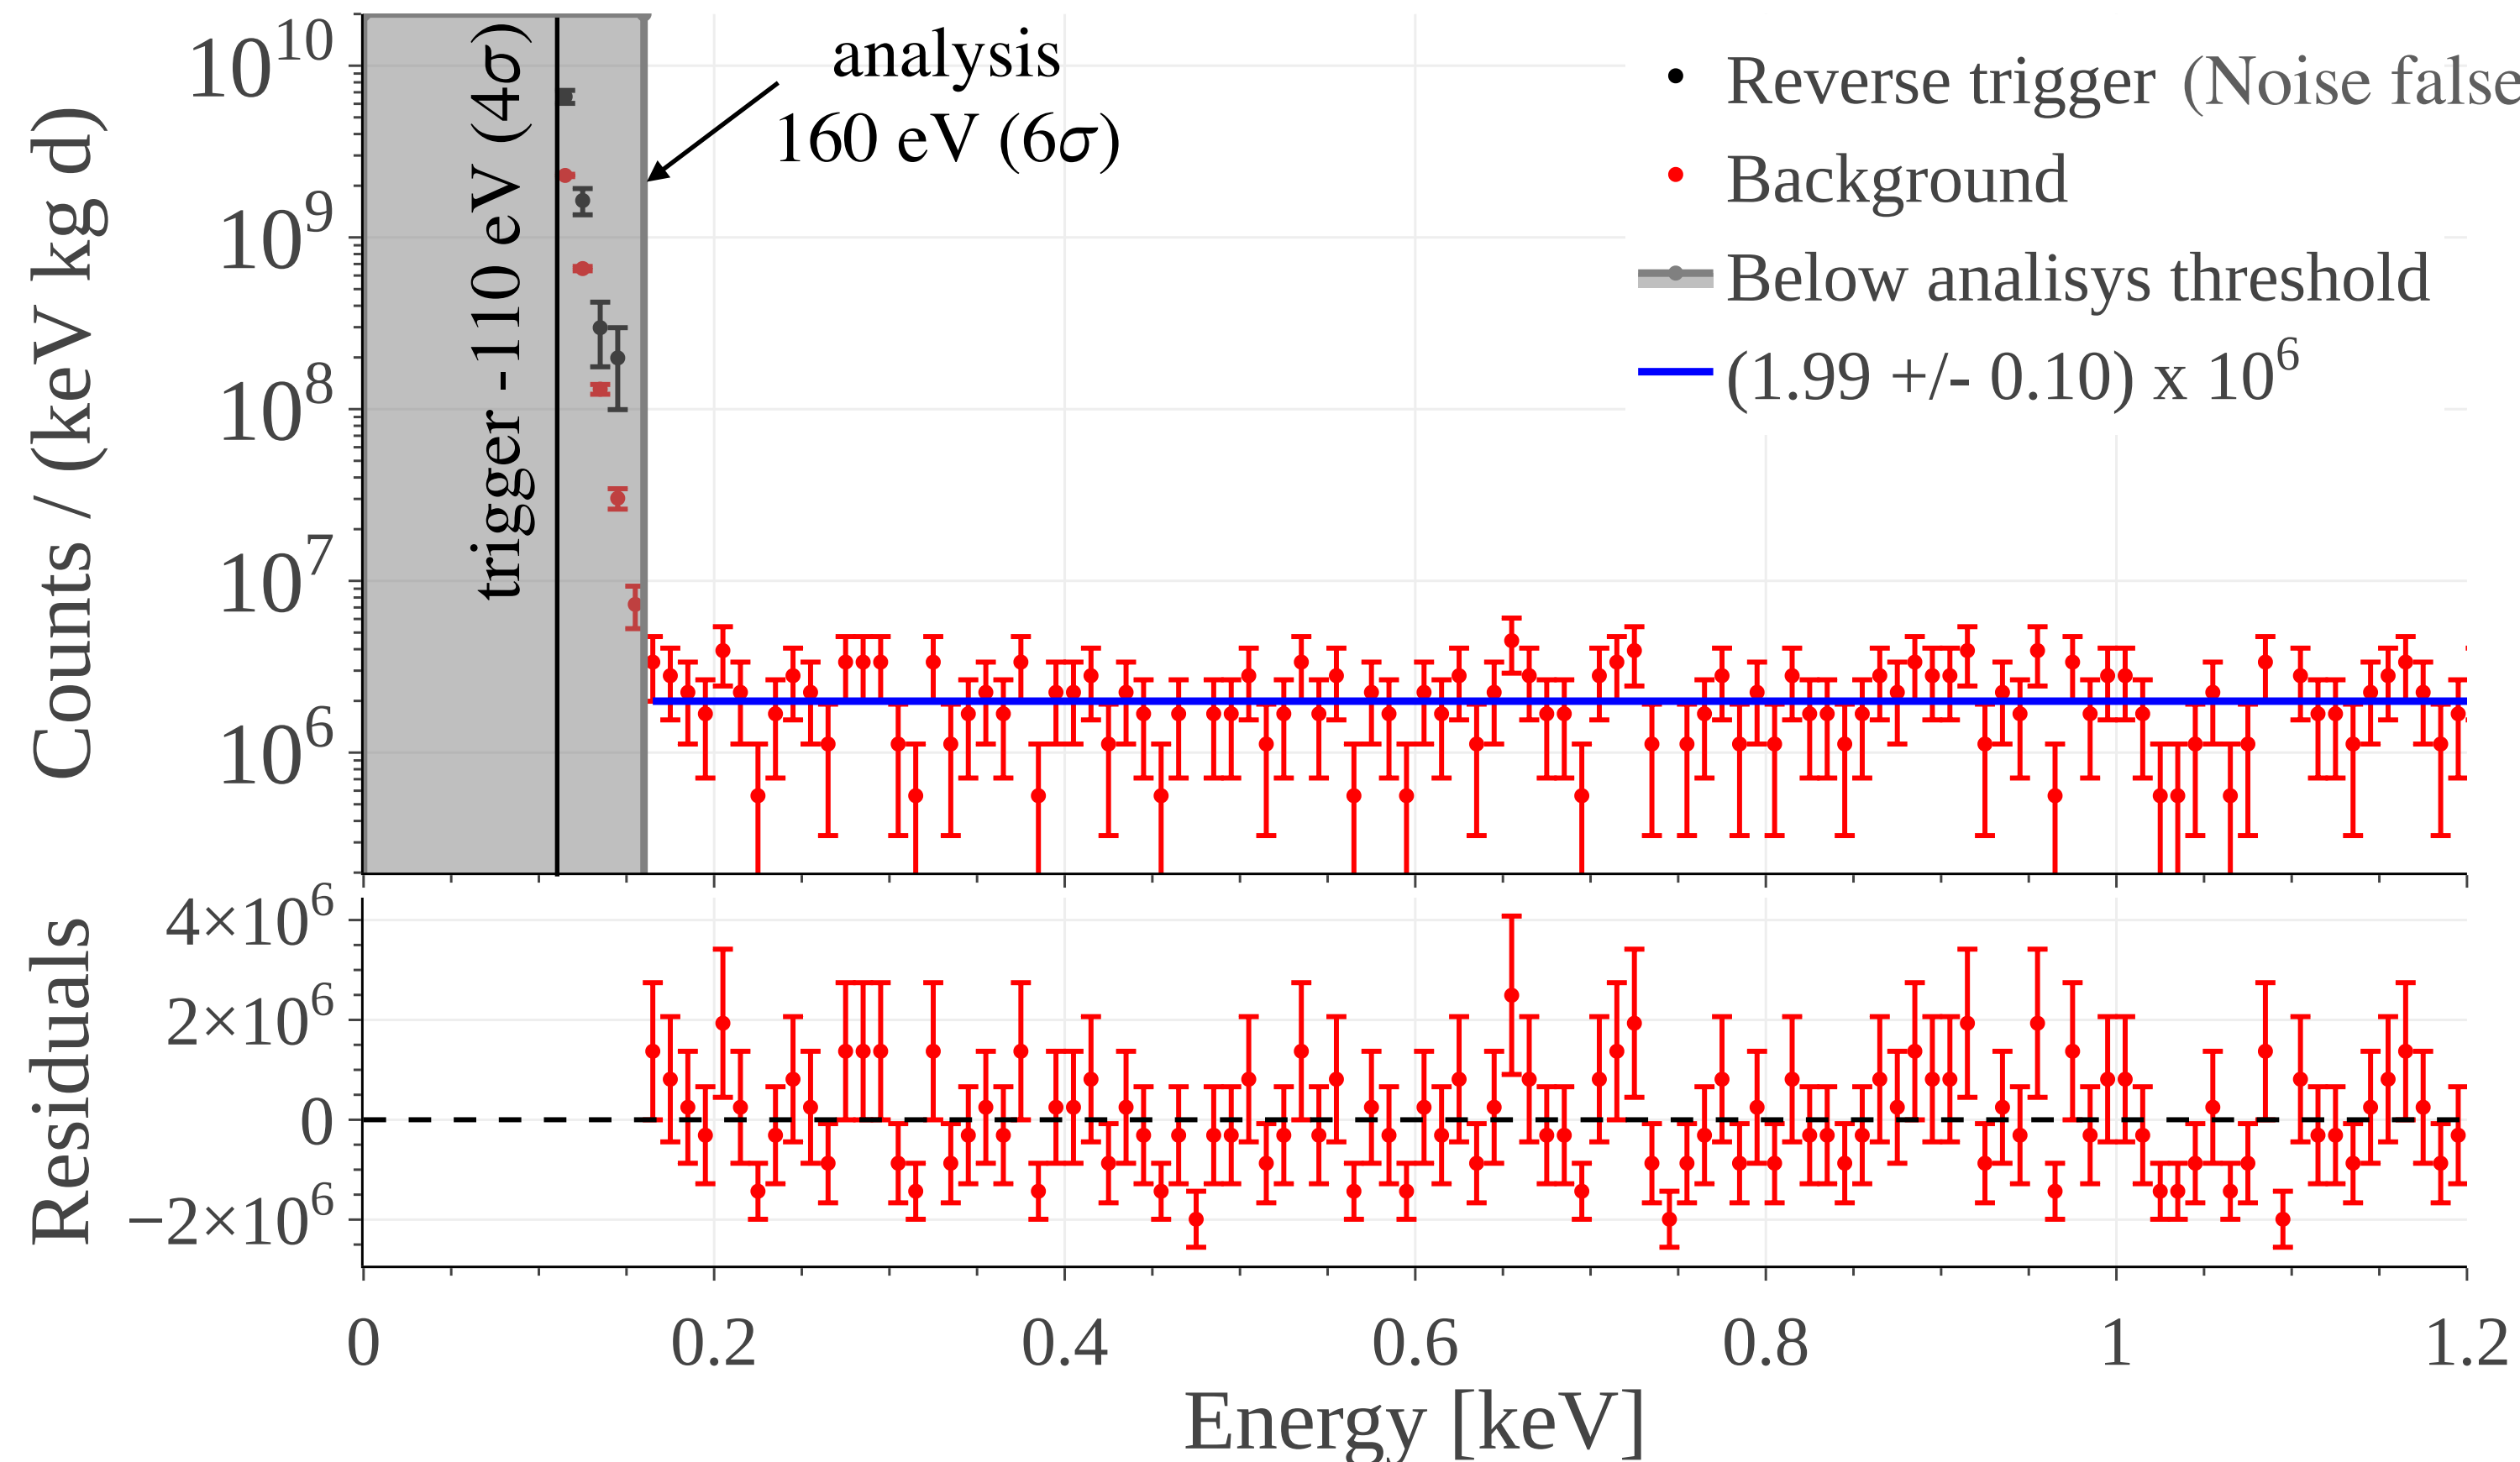 10^10
10^9
10^8
10^7
10^6
Counts / (keV kg d)
trigger -110 eV (4σ)
analysis
160 eV (6σ)
Reverse trigger (Noise false
Background
Below analisys threshold
(1.99 +/- 0.10) x 10^6
4×10^6
2×10^6
0
−2×10^6
Residuals
0 0.2 0.4 0.6 0.8 1 1.2
Energy [keV]